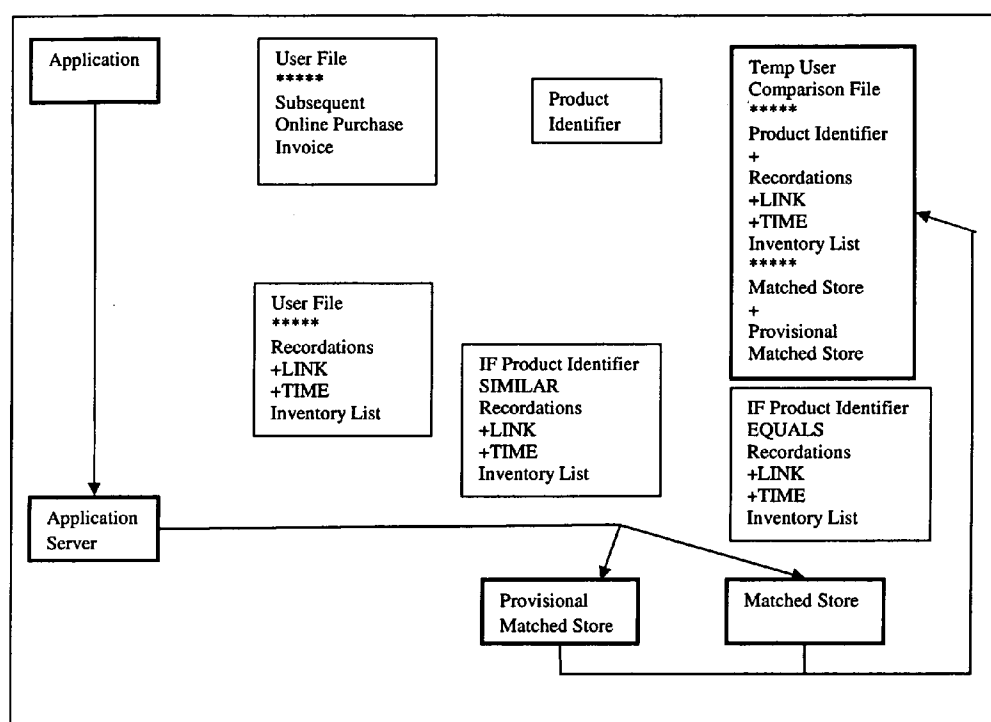 Application
User File
*****
Subsequent
Online Purchase
Invoice
Product
Identifier
Temp User
Comparison File
*****
Product Identifier
+
Recordations
+LINK
+TIME
Inventory List
*****
Matched Store
+
Provisional
Matched Store
User File
*****
Recordations
+LINK
+TIME
Inventory List
IF Product Identifier
SIMILAR
Recordations
+LINK
+TIME
Inventory List
IF Product Identifier
EQUALS
Recordations
+LINK
+TIME
Inventory List
Application
Server
Provisional
Matched Store
Matched Store